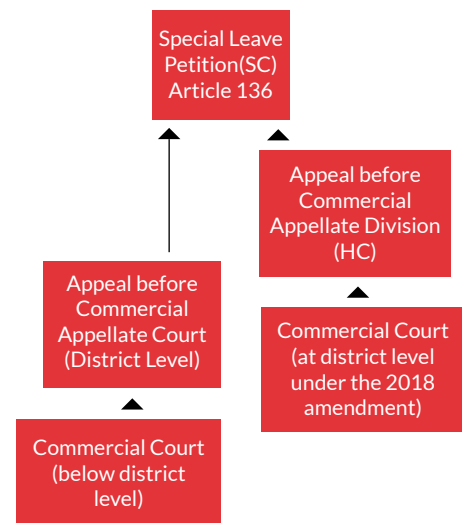 Special Leave
Petition(SC)
Article 136
Appeal before
Commercial
Appellate Division
(HC)
Appeal before
Commercial
Appellate Court
(District Level)
Commercial Court
(at district level
under the 2018
amendment)
Commercial Court
(below district
level)